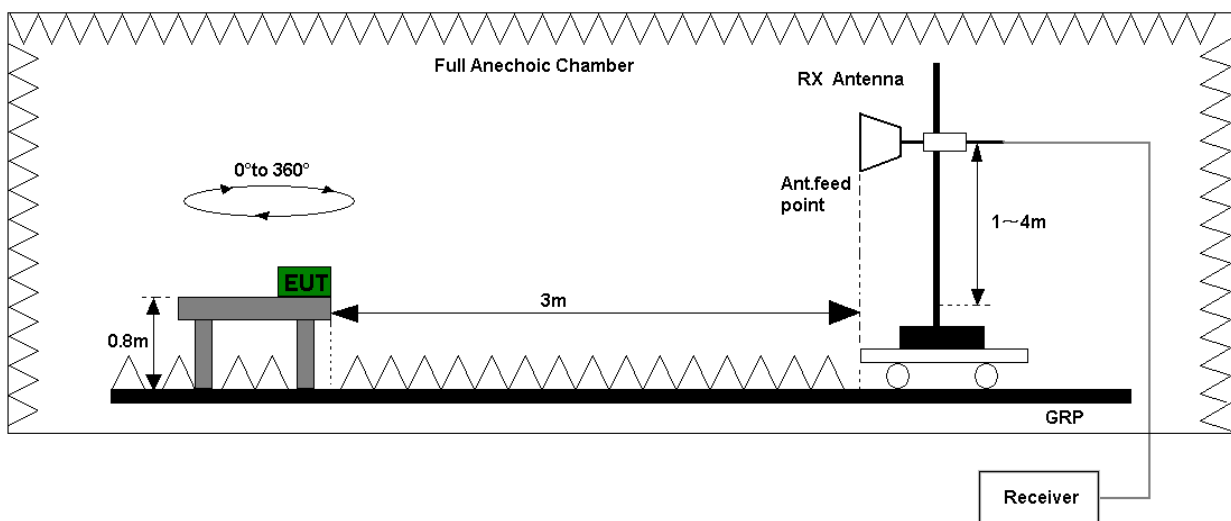 Full Anechoic Chamber
RX Antenna
0°to 360°
Ant.feed
point
1～4m
EUT
3m
0.8m
GRP
Receiver